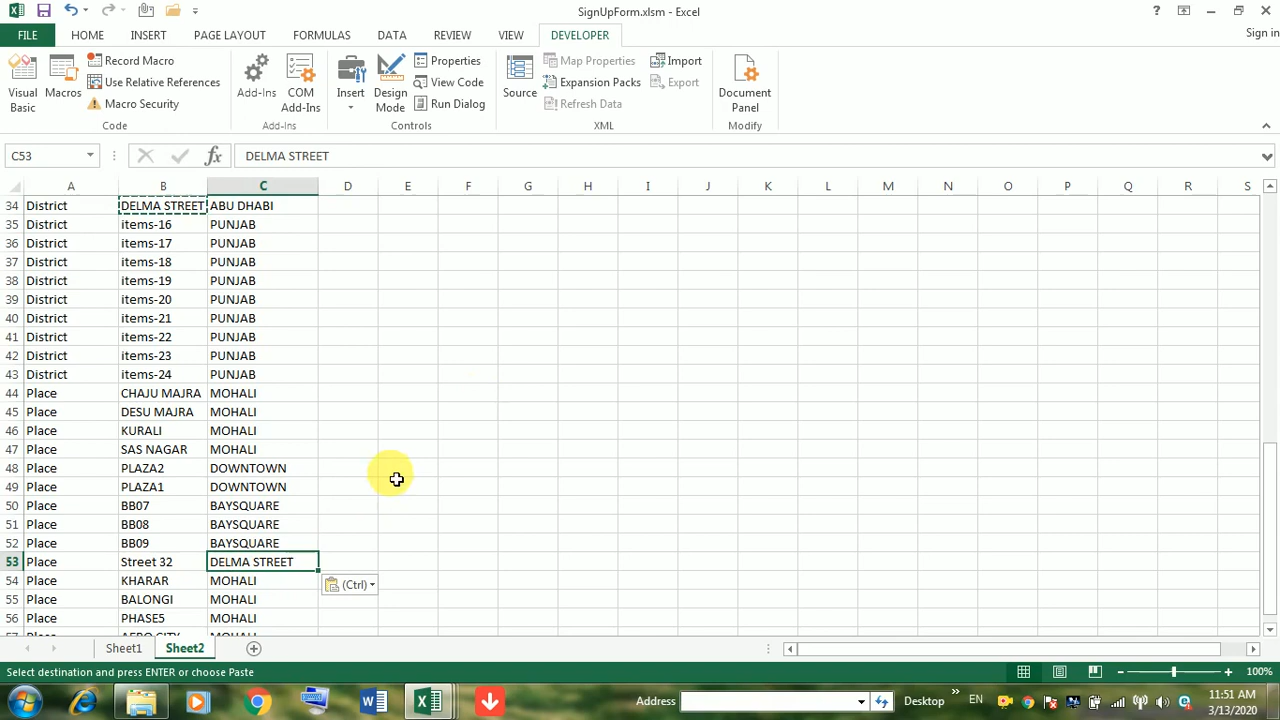 SignUpForm.xlsm - Excel
?
FILE HOME INSERT PAGE LAYOUT FORMULAS DATA REVIEW VIEW DEVELOPER Sign in
Visual Basic
Macros
Record Macro
Use Relative References
Macro Security
Code
Add-Ins
COM Add-Ins
Add-Ins
Insert
Design Mode
Properties
View Code
Run Dialog
Controls
Source
Map Properties
Expansion Packs
Refresh Data
Import
Export
XML
Document Panel
Modify
C53 fx DELMA STREET
A B C D E F G H I J K L M N O P Q R S
34 District DELMA STREET ABU DHABI
35 District items-16 PUNJAB
36 District items-17 PUNJAB
37 District items-18 PUNJAB
38 District items-19 PUNJAB
39 District items-20 PUNJAB
40 District items-21 PUNJAB
41 District items-22 PUNJAB
42 District items-23 PUNJAB
43 District items-24 PUNJAB
44 Place CHAJU MAJRA MOHALI
45 Place DESU MAJRA MOHALI
46 Place KURALI MOHALI
47 Place SAS NAGAR MOHALI
48 Place PLAZA2 DOWNTOWN
49 Place PLAZA1 DOWNTOWN
50 Place BB07 BAYSQUARE
51 Place BB08 BAYSQUARE
52 Place BB09 BAYSQUARE
53 Place Street 32 DELMA STREET
54 Place KHARAR MOHALI
(Ctrl)
55 Place BALONGI MOHALI
56 Place PHASE5 MOHALI
57 Place AERO CITY MOHALI
Sheet1 Sheet2
Select destination and press ENTER or choose Paste 100%
Address Desktop » EN 11:51 AM
3/13/2020